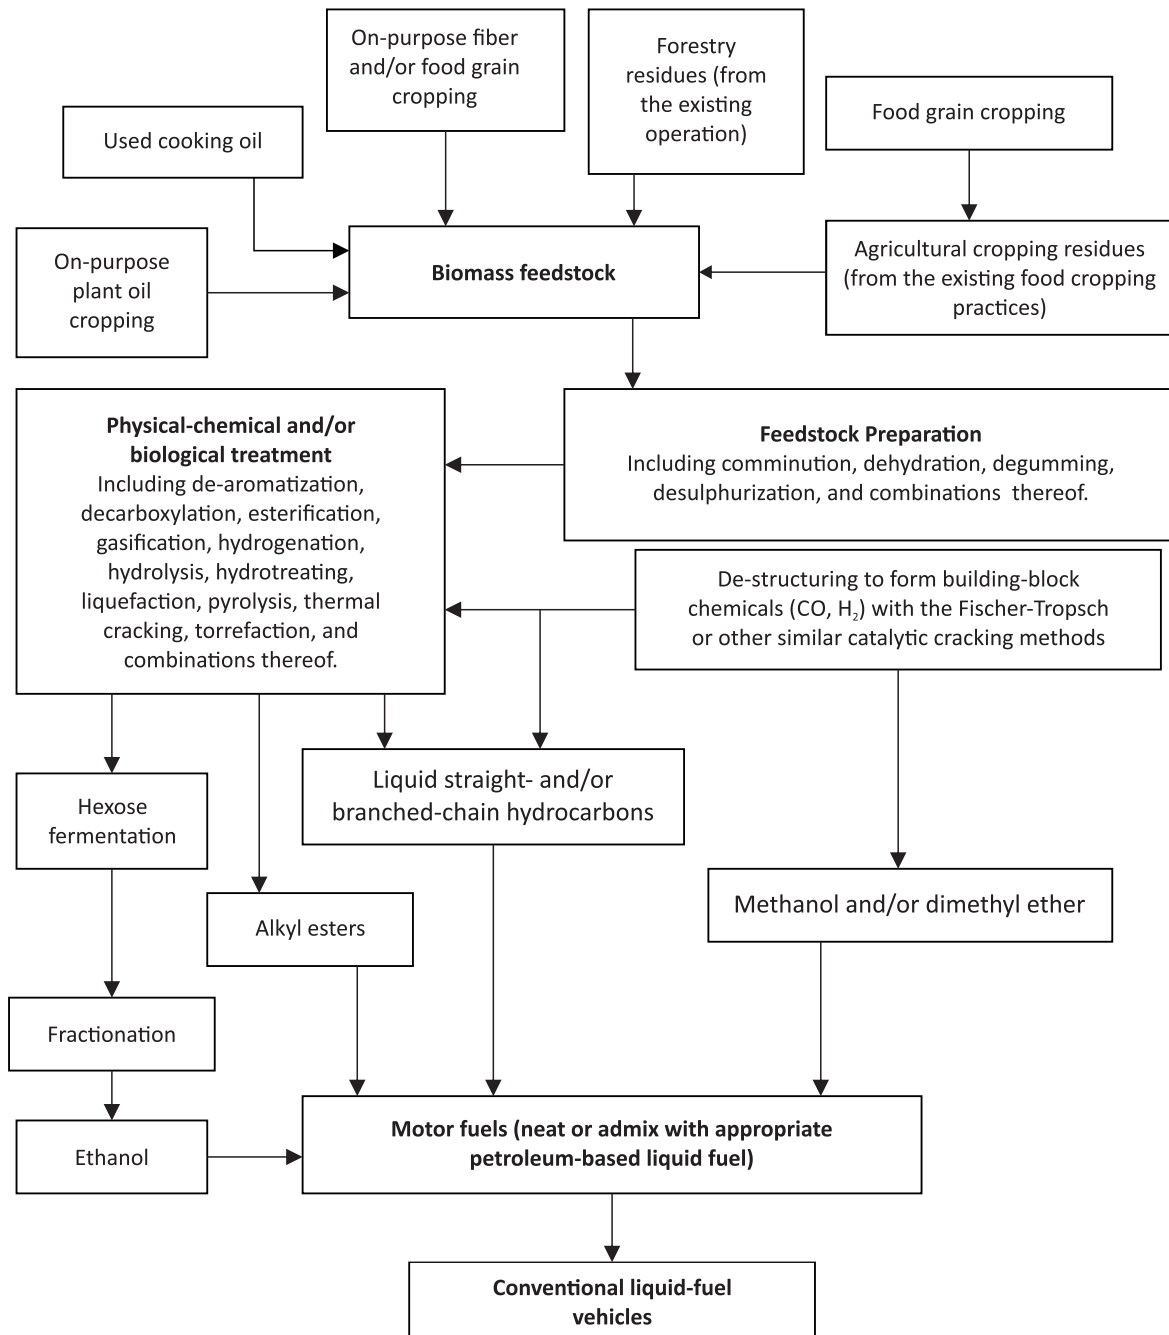 On-purpose fiber
and/or food grain
cropping
Forestry
residues (from
the existing
operation)
Food grain cropping
Used cooking oil
On-purpose
plant oil
cropping
Biomass feedstock
Agricultural cropping residues
(from the existing food cropping
practices)
Physical-chemical and/or
biological treatment
Including de-aromatization,
decarboxylation, esterification,
gasification, hydrogenation,
hydrolysis, hydrotreating,
liquefaction, pyrolysis, thermal
cracking, torrefaction, and
combinations thereof.
Feedstock Preparation
Including comminution, dehydration, degumming,
desulphurization, and combinations thereof.
De-structuring to form building-block
chemicals (CO, H₂) with the Fischer-Tropsch
or other similar catalytic cracking methods
Hexose
fermentation
Liquid straight- and/or
branched-chain hydrocarbons
Alkyl esters
Methanol and/or dimethyl ether
Fractionation
Ethanol
Motor fuels (neat or admix with appropriate
petroleum-based liquid fuel)
Conventional liquid-fuel
vehicles